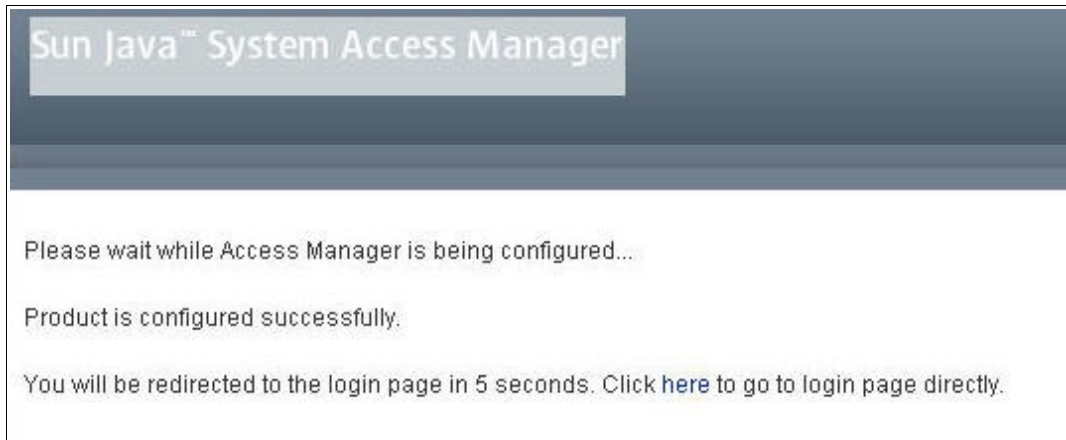 Sun Java™ System Access Manager
Please wait while Access Manager is being configured...
Product is configured successfully.
You will be redirected to the login page in 5 seconds. Click here to go to login page directly.